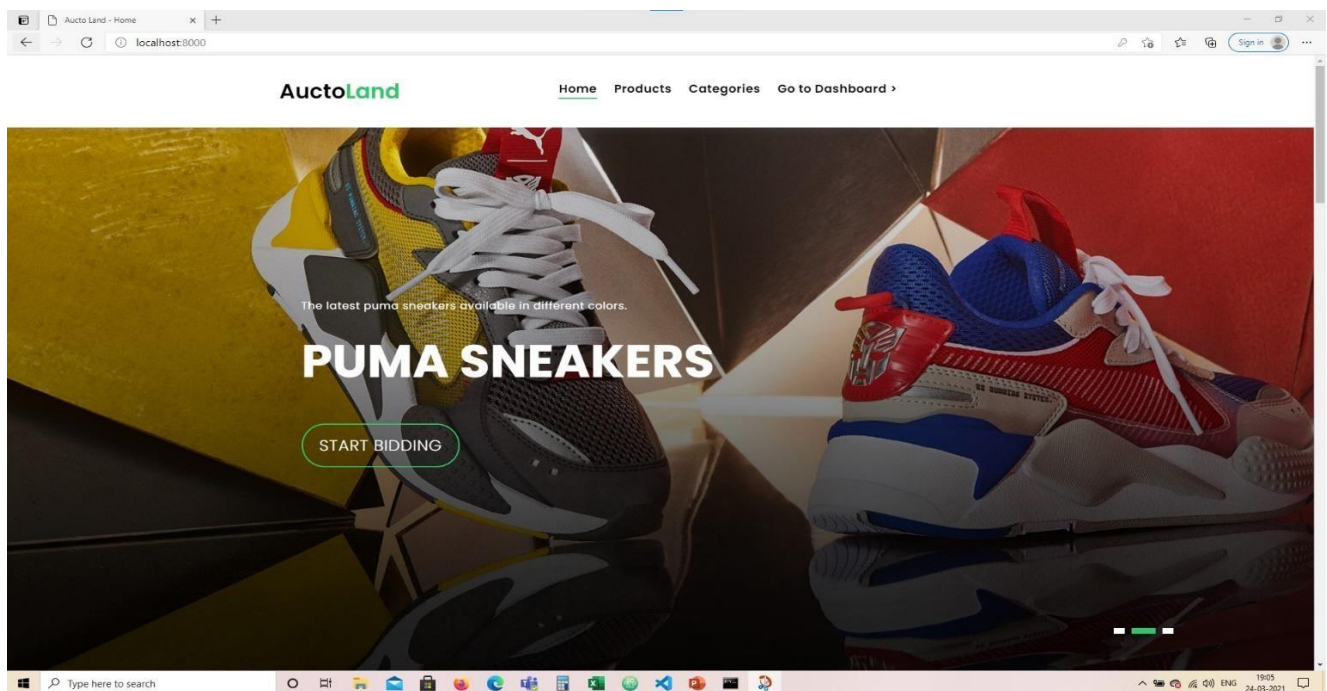 Aucto Land - Home
localhost:8000
Sign in
AuctoLand
Home Products Categories Go to Dashboard >
The latest puma sneakers available in different colors.
PUMA SNEAKERS
START BIDDING
Type here to search
ENG
19:05
24-03-2021